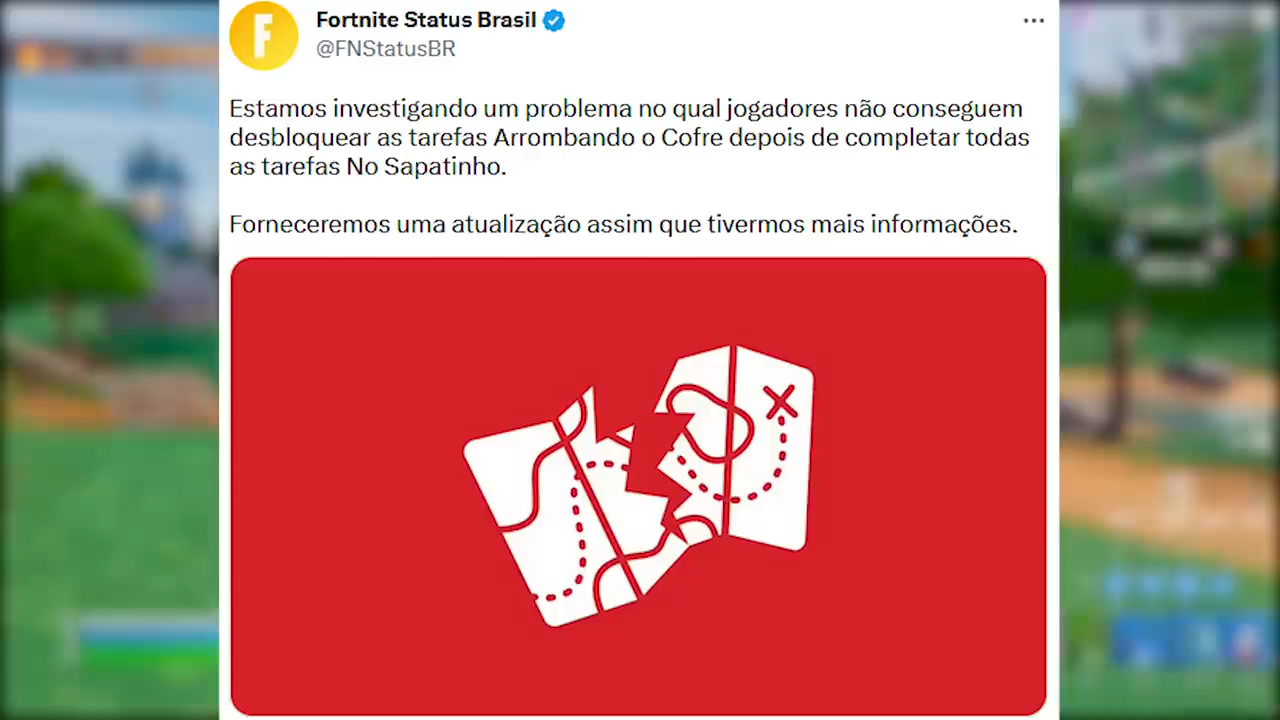 Fortnite Status Brasil
@FNStatusBR
Estamos investigando um problema no qual jogadores não conseguem
desbloquear as tarefas Arrombando o Cofre depois de completar todas
as tarefas No Sapatinho.
Forneceremos uma atualização assim que tivermos mais informações.